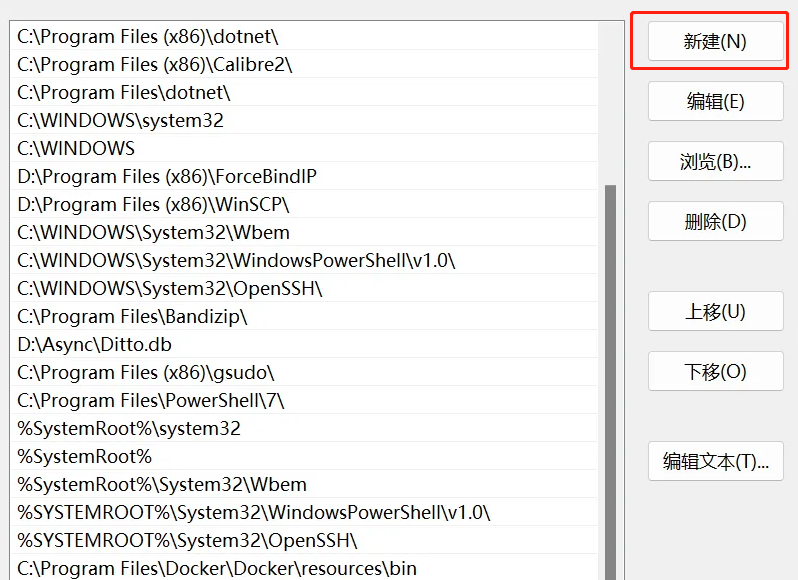 C:\Program Files (x86)\dotnet\
C:\Program Files (x86)\Calibre2\
C:\Program Files\dotnet\
C:\WINDOWS\system32
C:\WINDOWS
D:\Program Files (x86)\ForceBindIP
D:\Program Files (x86)\WinSCP\
C:\WINDOWS\System32\Wbem
C:\WINDOWS\System32\WindowsPowerShell\v1.0\
C:\WINDOWS\System32\OpenSSH\
C:\Program Files\Bandizip\
D:\Async\Ditto.db
C:\Program Files (x86)\gsudo\
C:\Program Files\PowerShell\7\
%SystemRoot%\system32
%SystemRoot%
%SystemRoot%\System32\Wbem
%SYSTEMROOT%\System32\WindowsPowerShell\v1.0\
%SYSTEMROOT%\System32\OpenSSH\
C:\Program Files\Docker\Docker\resources\bin
新建(N)
编辑(E)
浏览(B)...
删除(D)
上移(U)
下移(O)
编辑文本(T)...